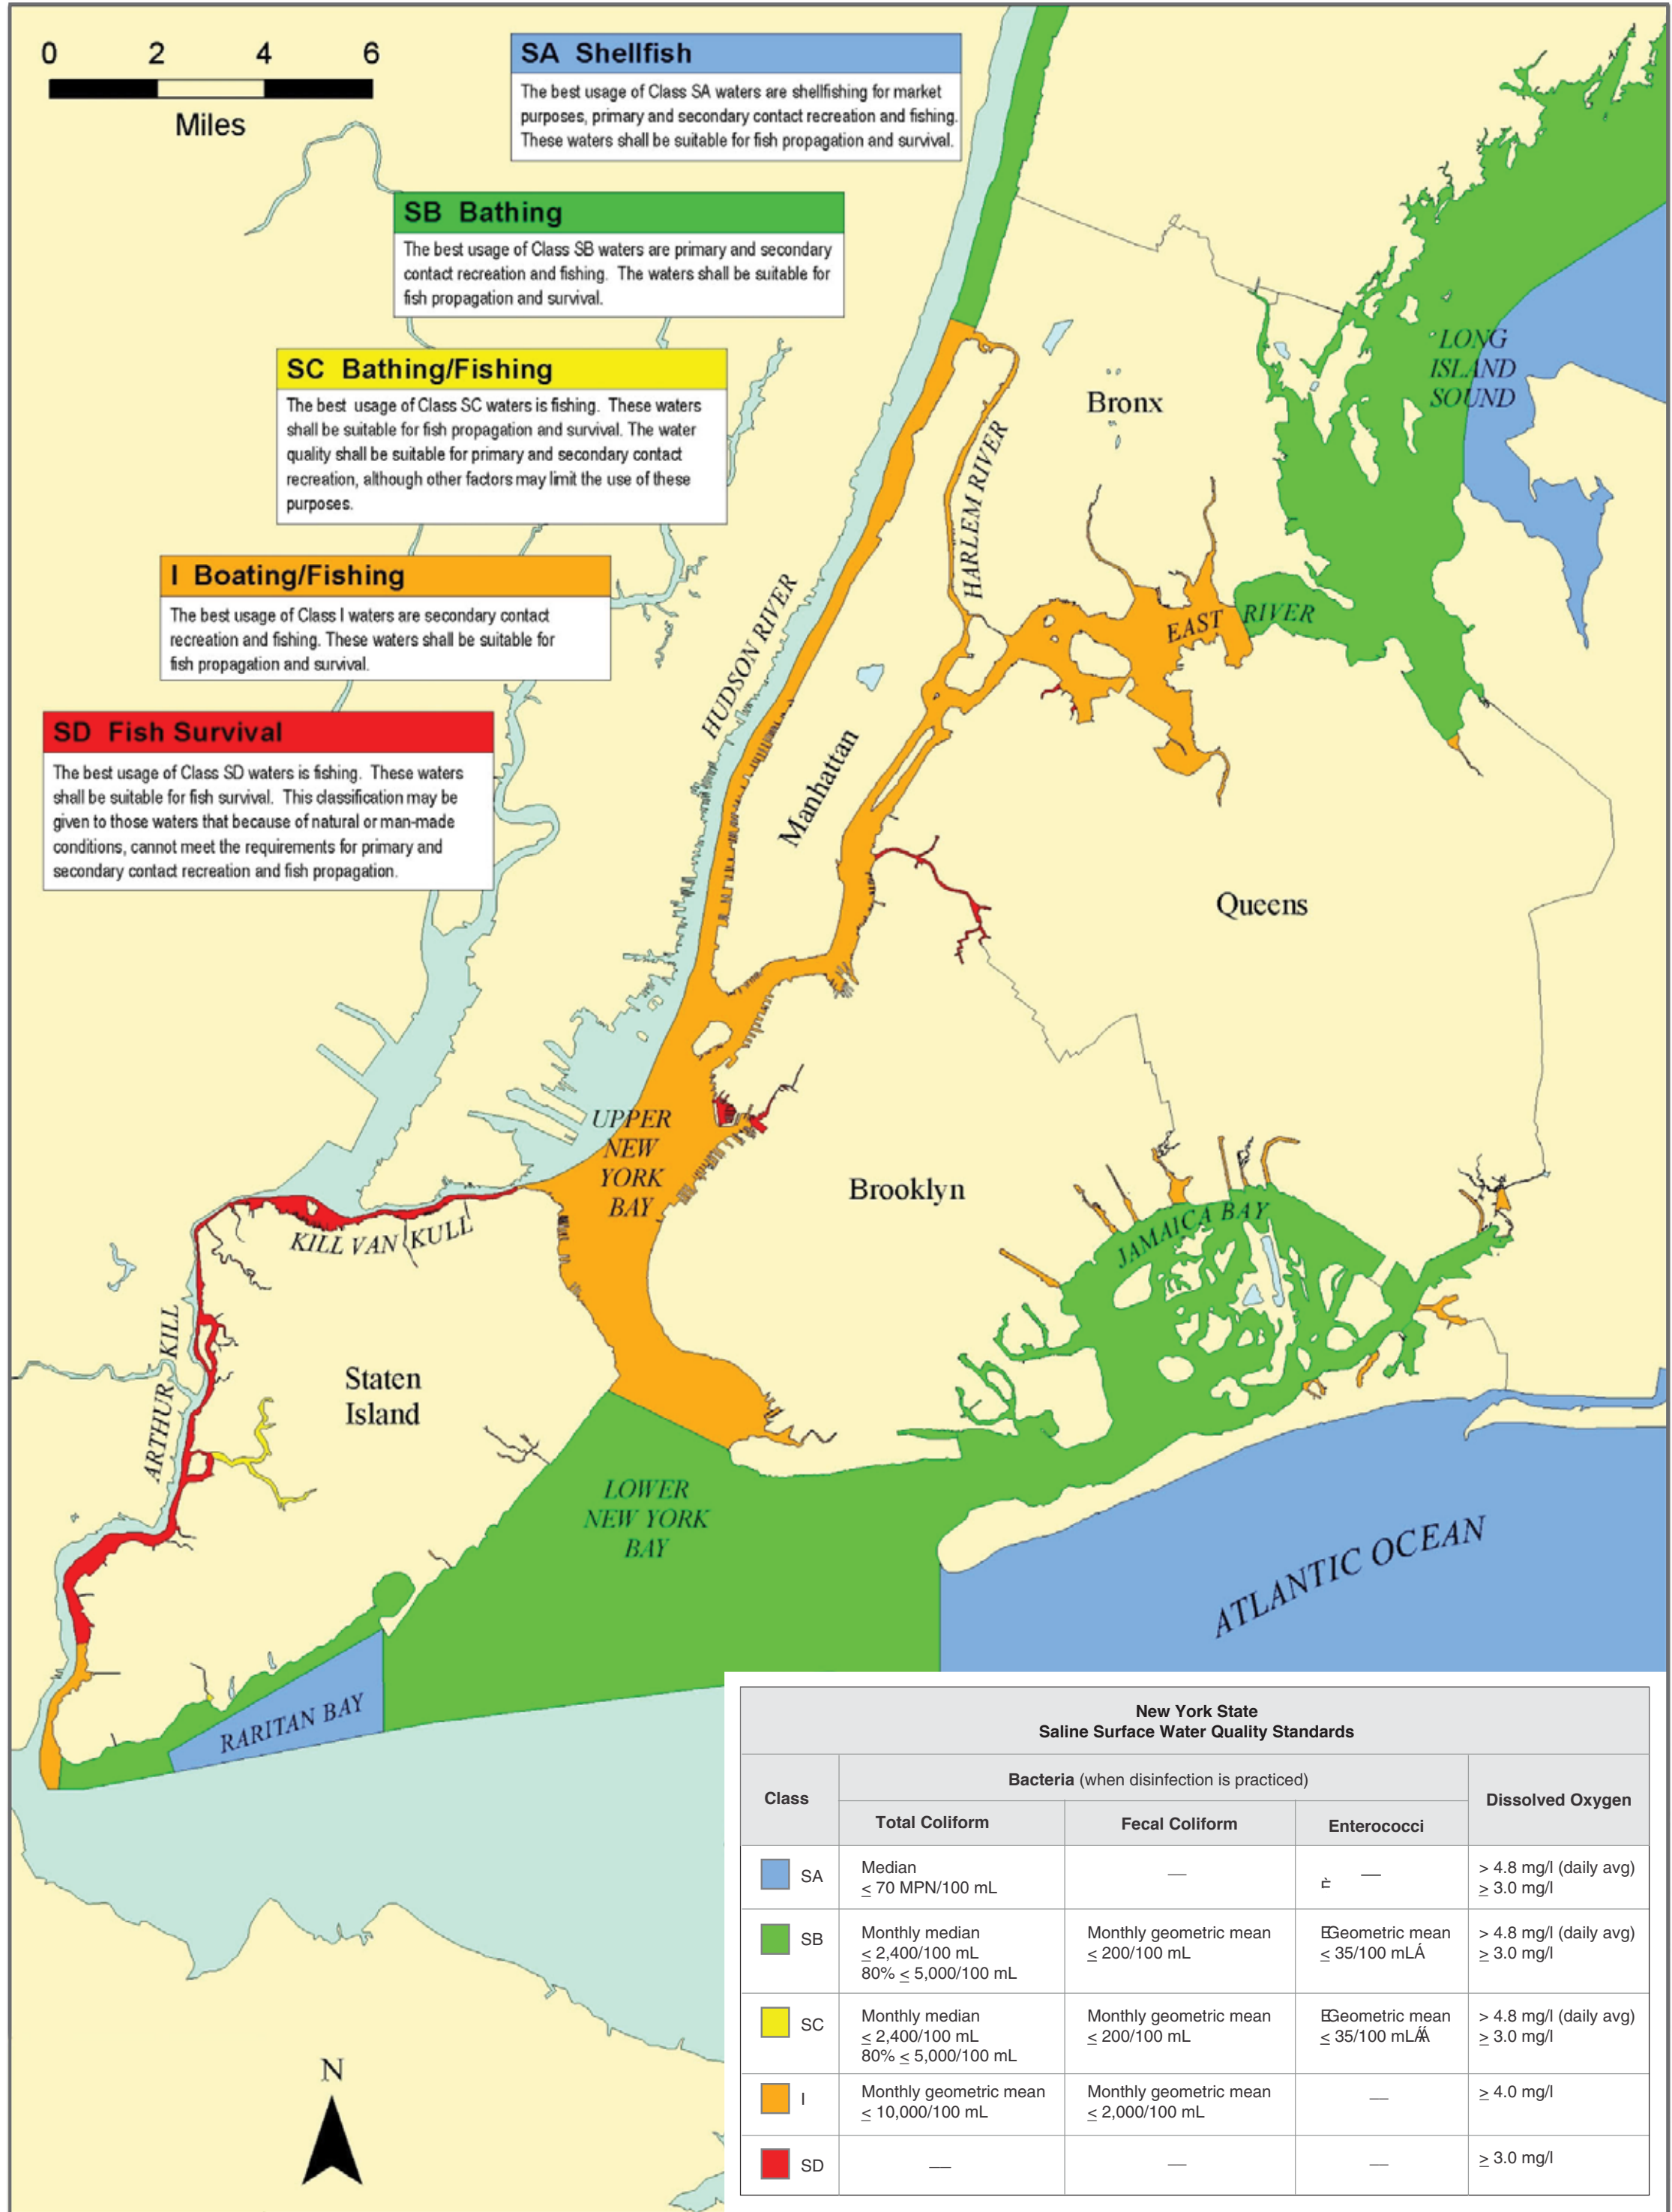 0 2 4 6
Miles
SA Shellfish
The best usage of Class SA waters are shellfishing for market
purposes, primary and secondary contact recreation and fishing.
These waters shall be suitable for fish propagation and survival.
SB Bathing
The best usage of Class SB waters are primary and secondary
contact recreation and fishing. The waters shall be suitable for
fish propagation and survival.
SC Bathing/Fishing
The best usage of Class SC waters is fishing. These waters
shall be suitable for fish propagation and survival. The water
quality shall be suitable for primary and secondary contact
recreation, although other factors may limit the use of these
purposes.
I Boating/Fishing
The best usage of Class I waters are secondary contact
recreation and fishing. These waters shall be suitable for
fish propagation and survival.
SD Fish Survival
The best usage of Class SD waters is fishing. These waters
shall be suitable for fish survival. This classification may be
given to those waters that because of natural or man-made
conditions, cannot meet the requirements for primary and
secondary contact recreation and fish propagation.
LONG
ISLAND
SOUND
Bronx
HARLEM RIVER
HUDSON RIVER
EAST RIVER
Manhattan
Queens
UPPER
NEW
YORK
BAY
Brooklyn
JAMAICA BAY
KILL VAN KULL
ARTHUR KILL
Staten
Island
LOWER
NEW YORK
BAY
ATLANTIC OCEAN
RARITAN BAY
N
New York State
Saline Surface Water Quality Standards
Class
Bacteria (when disinfection is practiced)
Dissolved Oxygen
Total Coliform
Fecal Coliform
Enterococci
SA
Median
≤ 70 MPN/100 mL
—
—
> 4.8 mg/l (daily avg)
≥ 3.0 mg/l
SB
Monthly median
≤ 2,400/100 mL
80% ≤ 5,000/100 mL
Monthly geometric mean
≤ 200/100 mL
Geometric mean
≤ 35/100 mLÁ
> 4.8 mg/l (daily avg)
≥ 3.0 mg/l
SC
Monthly median
≤ 2,400/100 mL
80% ≤ 5,000/100 mL
Monthly geometric mean
≤ 200/100 mL
Geometric mean
≤ 35/100 mL
> 4.8 mg/l (daily avg)
≥ 3.0 mg/l
I
Monthly geometric mean
≤ 10,000/100 mL
Monthly geometric mean
≤ 2,000/100 mL
—
≥ 4.0 mg/l
SD
—
—
—
≥ 3.0 mg/l